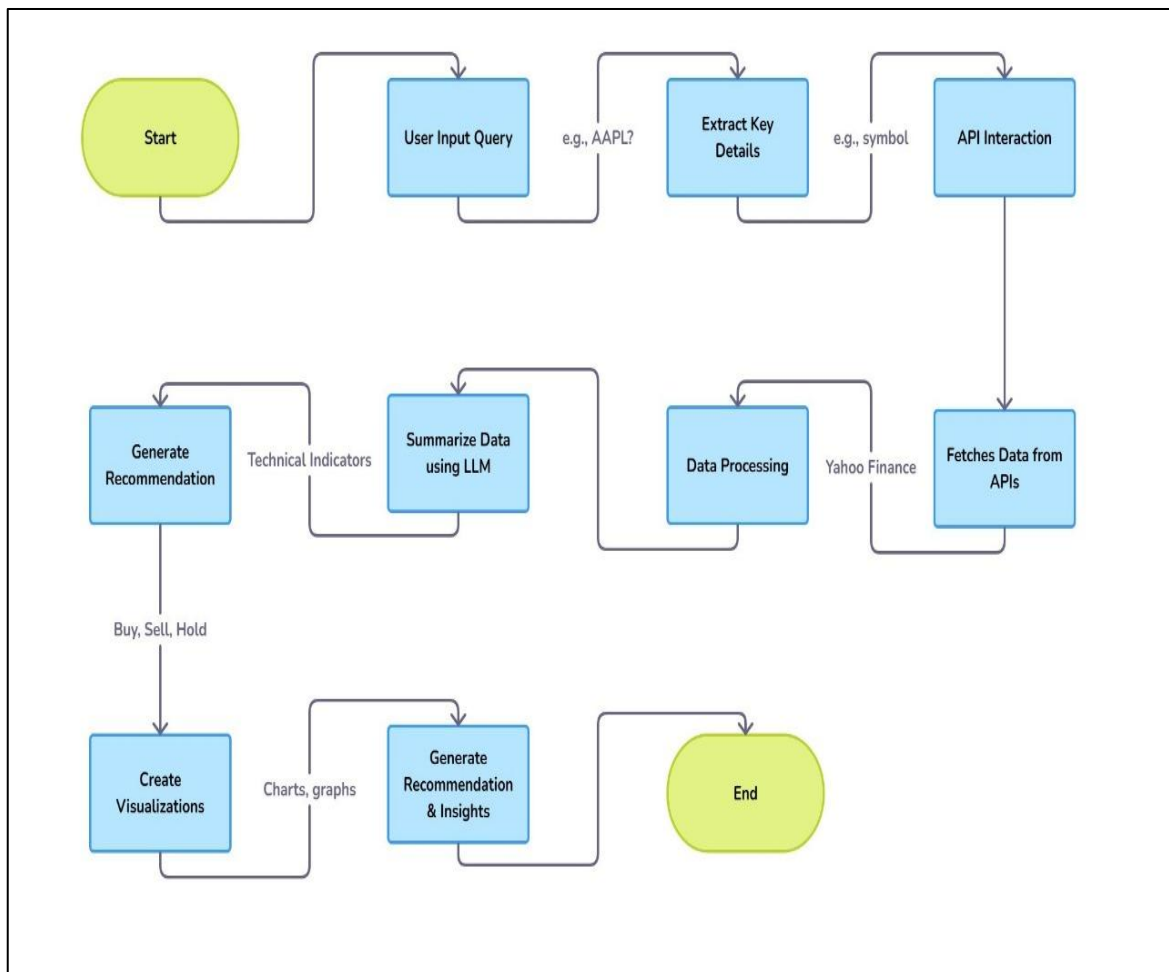 Start
User Input Query
e.g., AAPL?
Extract Key
Details
e.g., symbol
API Interaction
Generate
Recommendation
Technical Indicators
Summarize Data
using LLM
Data Processing
Yahoo Finance
Fetches Data from
APIs
Buy, Sell, Hold
Create
Visualizations
Charts, graphs
Generate
Recommendation
& Insights
End